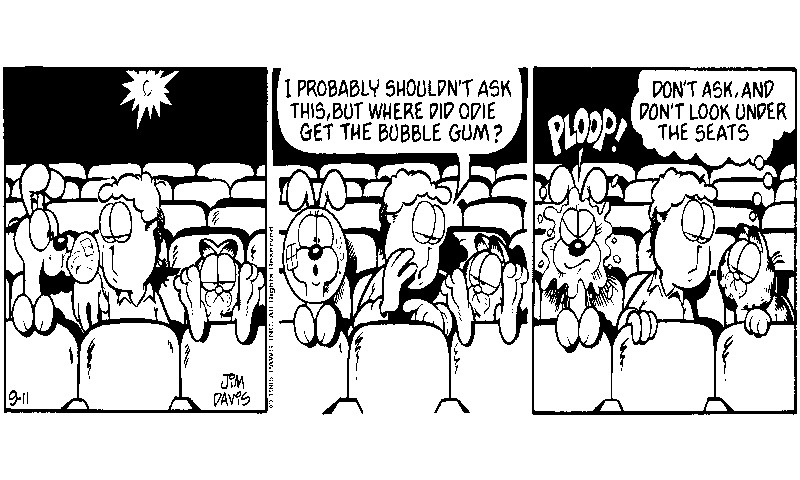 9-11
JIM
DAVIS
I PROBABLY SHOULDN'T ASK
THIS, BUT WHERE DID ODIE
GET THE BUBBLE GUM?
PLOOP!
DON'T ASK, AND
DON'T LOOK UNDER
THE SEATS